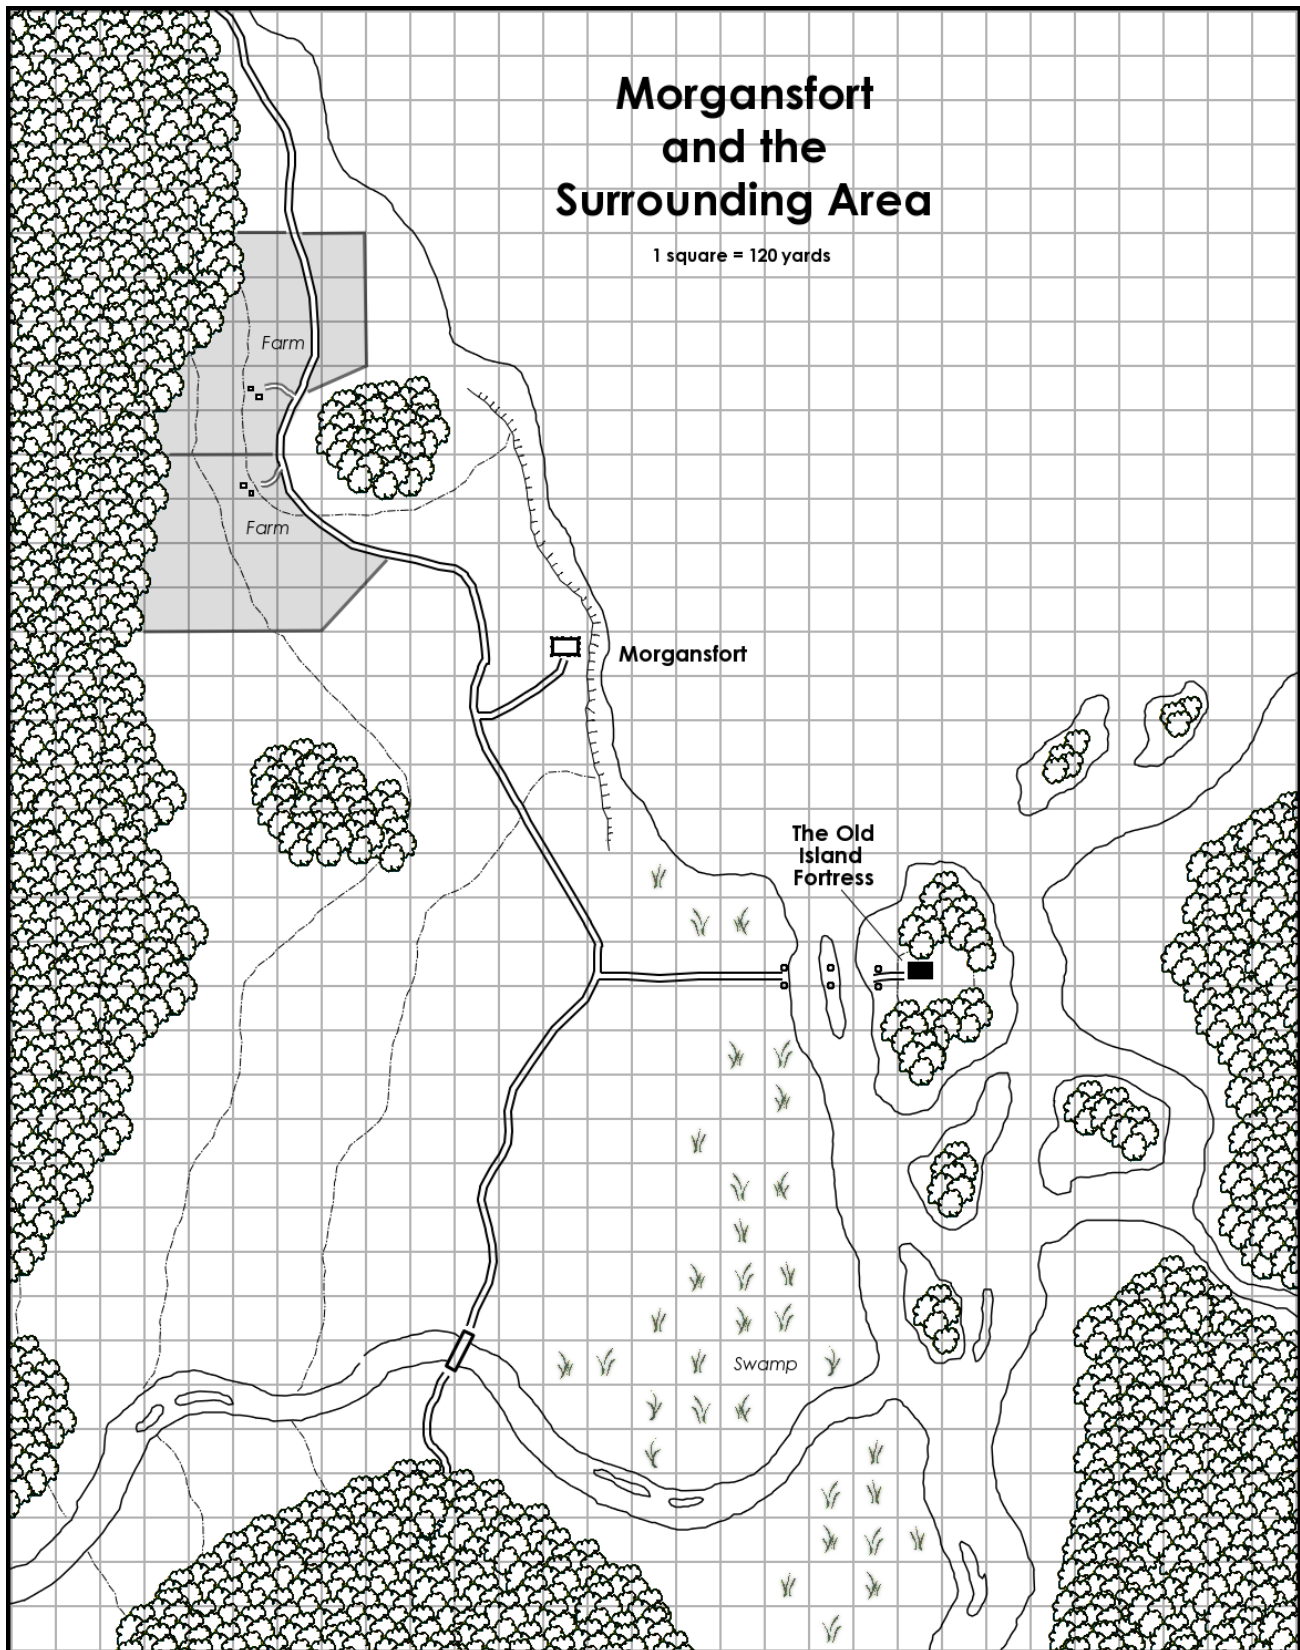 Morgansfort
and the
Surrounding Area
1 square = 120 yards
Farm
Farm
Morgansfort
The Old
Island
Fortress
Swamp